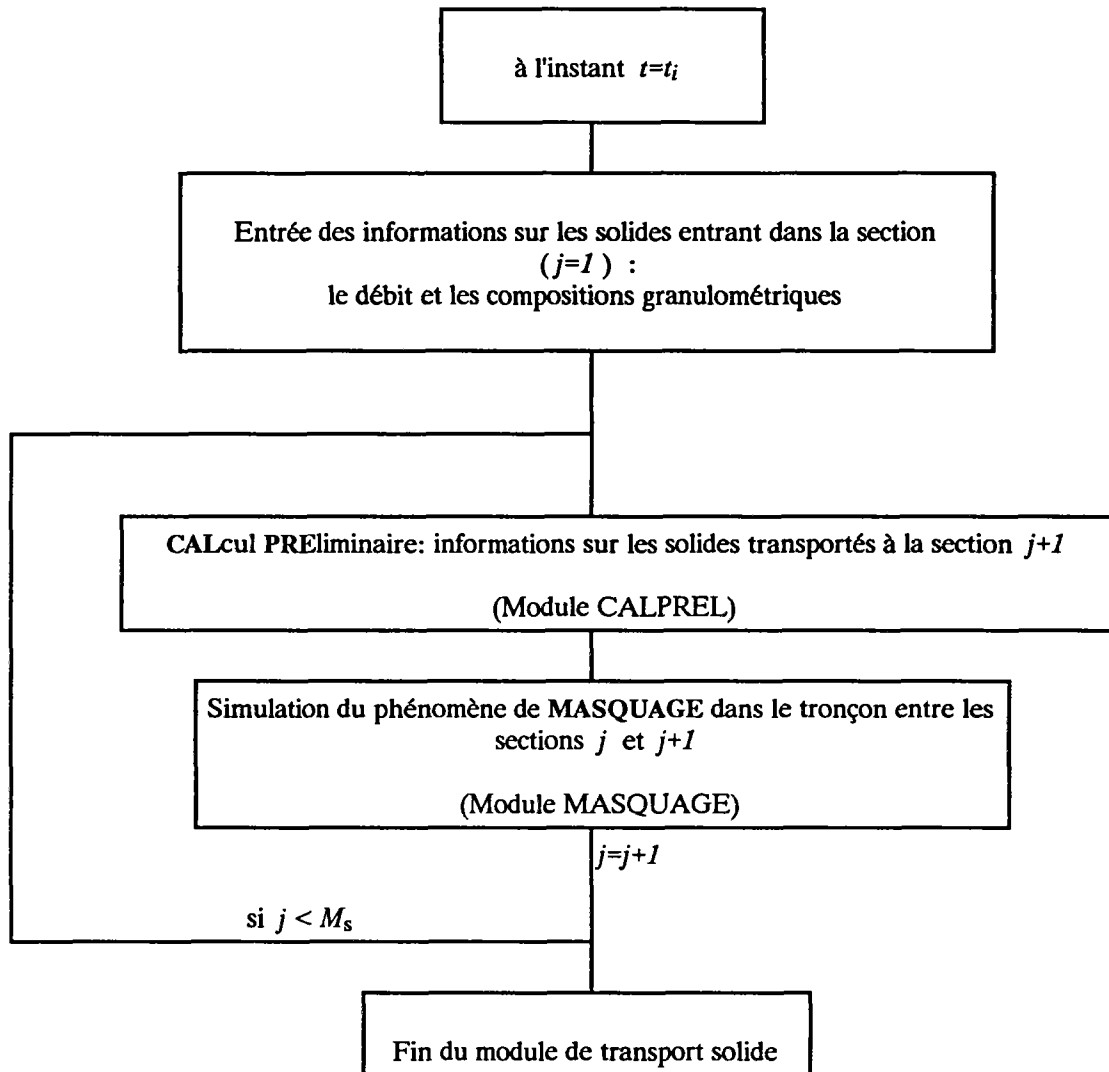 à l'instant t=ti
Entrée des informations sur les solides entrant dans la section
(j=1) :
le débit et les compositions granulométriques
CALcul PREliminaire: informations sur les solides transportés à la section j+1
(Module CALPREL)
Simulation du phénomène de MASQUAGE dans le tronçon entre les
sections j et j+1
(Module MASQUAGE)
j=j+1
si j < Ms
Fin du module de transport solide